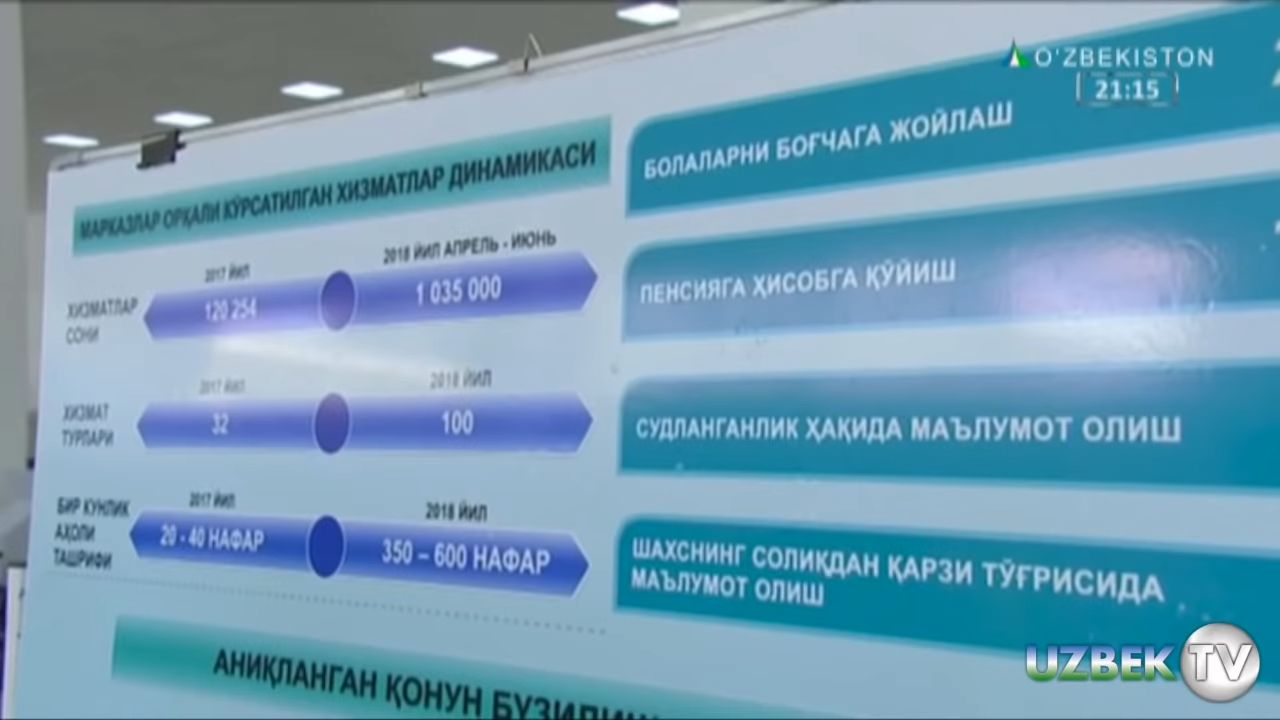 O'ZBEKISTON
21:15
МАРКАЗЛАР ОРҚАЛИ КЎРСАТИЛГАН ХИЗМАТЛАР ДИНАМИКАСИ
2017 ЙИЛ
2018 ЙИЛ АПРЕЛЬ - ИЮНЬ
ХИЗМАТЛАР
СОНИ
120 254
1 035 000
2017 ЙИЛ
2018 ЙИЛ
ХИЗМАТ
ТУРЛАРИ
32
100
2017 ЙИЛ
2018 ЙИЛ
БИР КУНЛИК
АҲОЛИ
ТАШРИФИ
20 - 40 НАФАР
350 – 600 НАФАР
АНИҚЛАНГАН ҚОНУН
БОЛАЛАРНИ БОҒЧАГА ЖОЙЛАШ
ПЕНСИЯГА ҲИСОБГА ҚЎЙИШ
СУДЛАНГАНЛИК ҲАҚИДА МАЪЛУМОТ ОЛИШ
ШАХСНИНГ СОЛИҚДАН ҚАРЗИ ТЎҒРИСИДА
МАЪЛУМОТ ОЛИШ
UZBEK TV